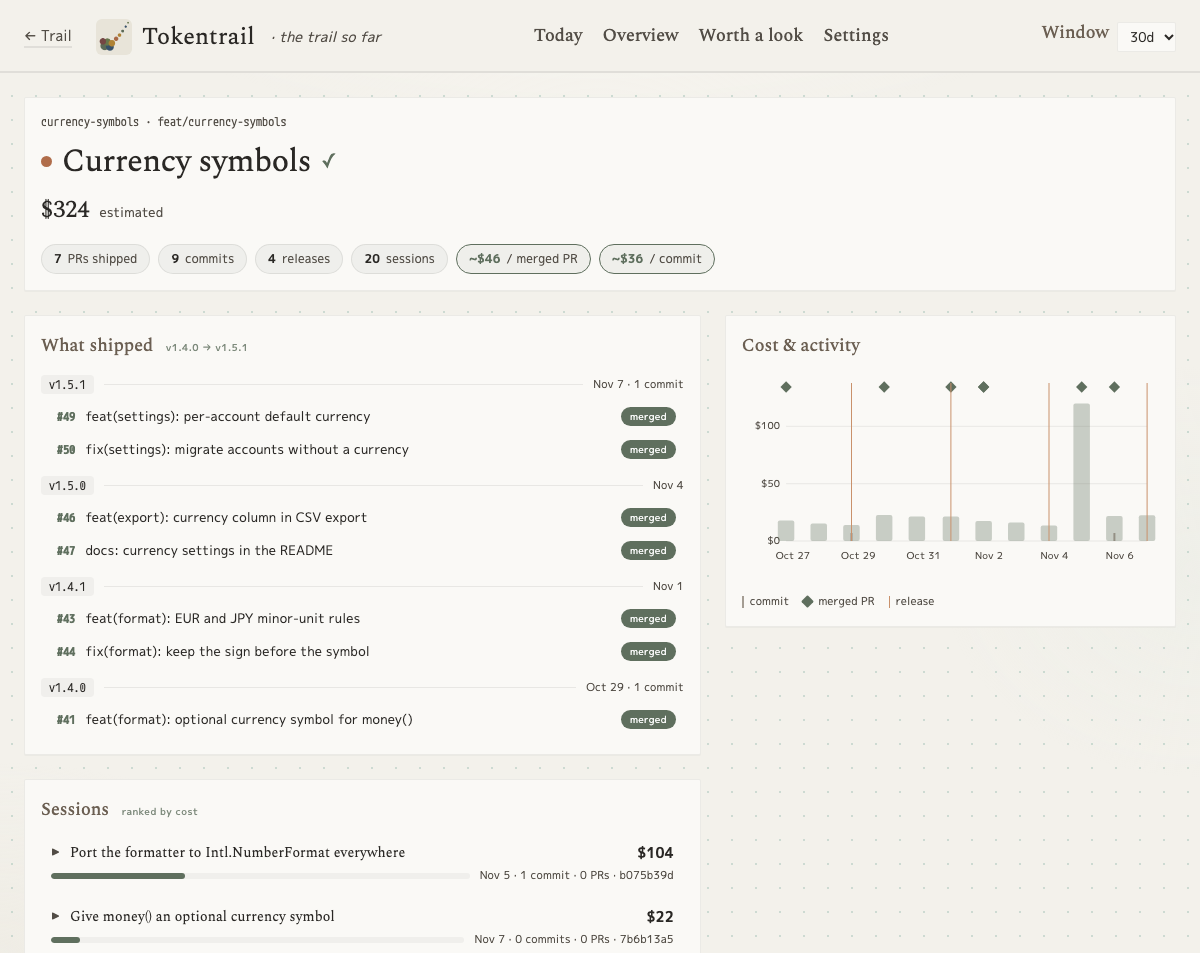 ← Trail
Tokentrail · the trail so far
Today Overview Worth a look Settings
Window 30d
currency-symbols · feat/currency-symbols
Currency symbols ✓
$324 estimated
7 PRs shipped 9 commits 4 releases 20 sessions ~$46 / merged PR ~$36 / commit
What shipped v1.4.0 → v1.5.1
v1.5.1 Nov 7 · 1 commit
#49 feat(settings): per-account default currency merged
#50 fix(settings): migrate accounts without a currency merged
v1.5.0 Nov 4
#46 feat(export): currency column in CSV export merged
#47 docs: currency settings in the README merged
v1.4.1 Nov 1
#43 feat(format): EUR and JPY minor-unit rules merged
#44 fix(format): keep the sign before the symbol merged
v1.4.0 Oct 29 · 1 commit
#41 feat(format): optional currency symbol for money() merged
Cost & activity
$100
$50
$0
Oct 27 Oct 29 Oct 31 Nov 2 Nov 4 Nov 6
commit merged PR release
Sessions ranked by cost
Port the formatter to Intl.NumberFormat everywhere $104
Nov 5 · 1 commit · 0 PRs · b075b39d
Give money() an optional currency symbol $22
Nov 7 · 0 commits · 0 PRs · 7b6b13a5